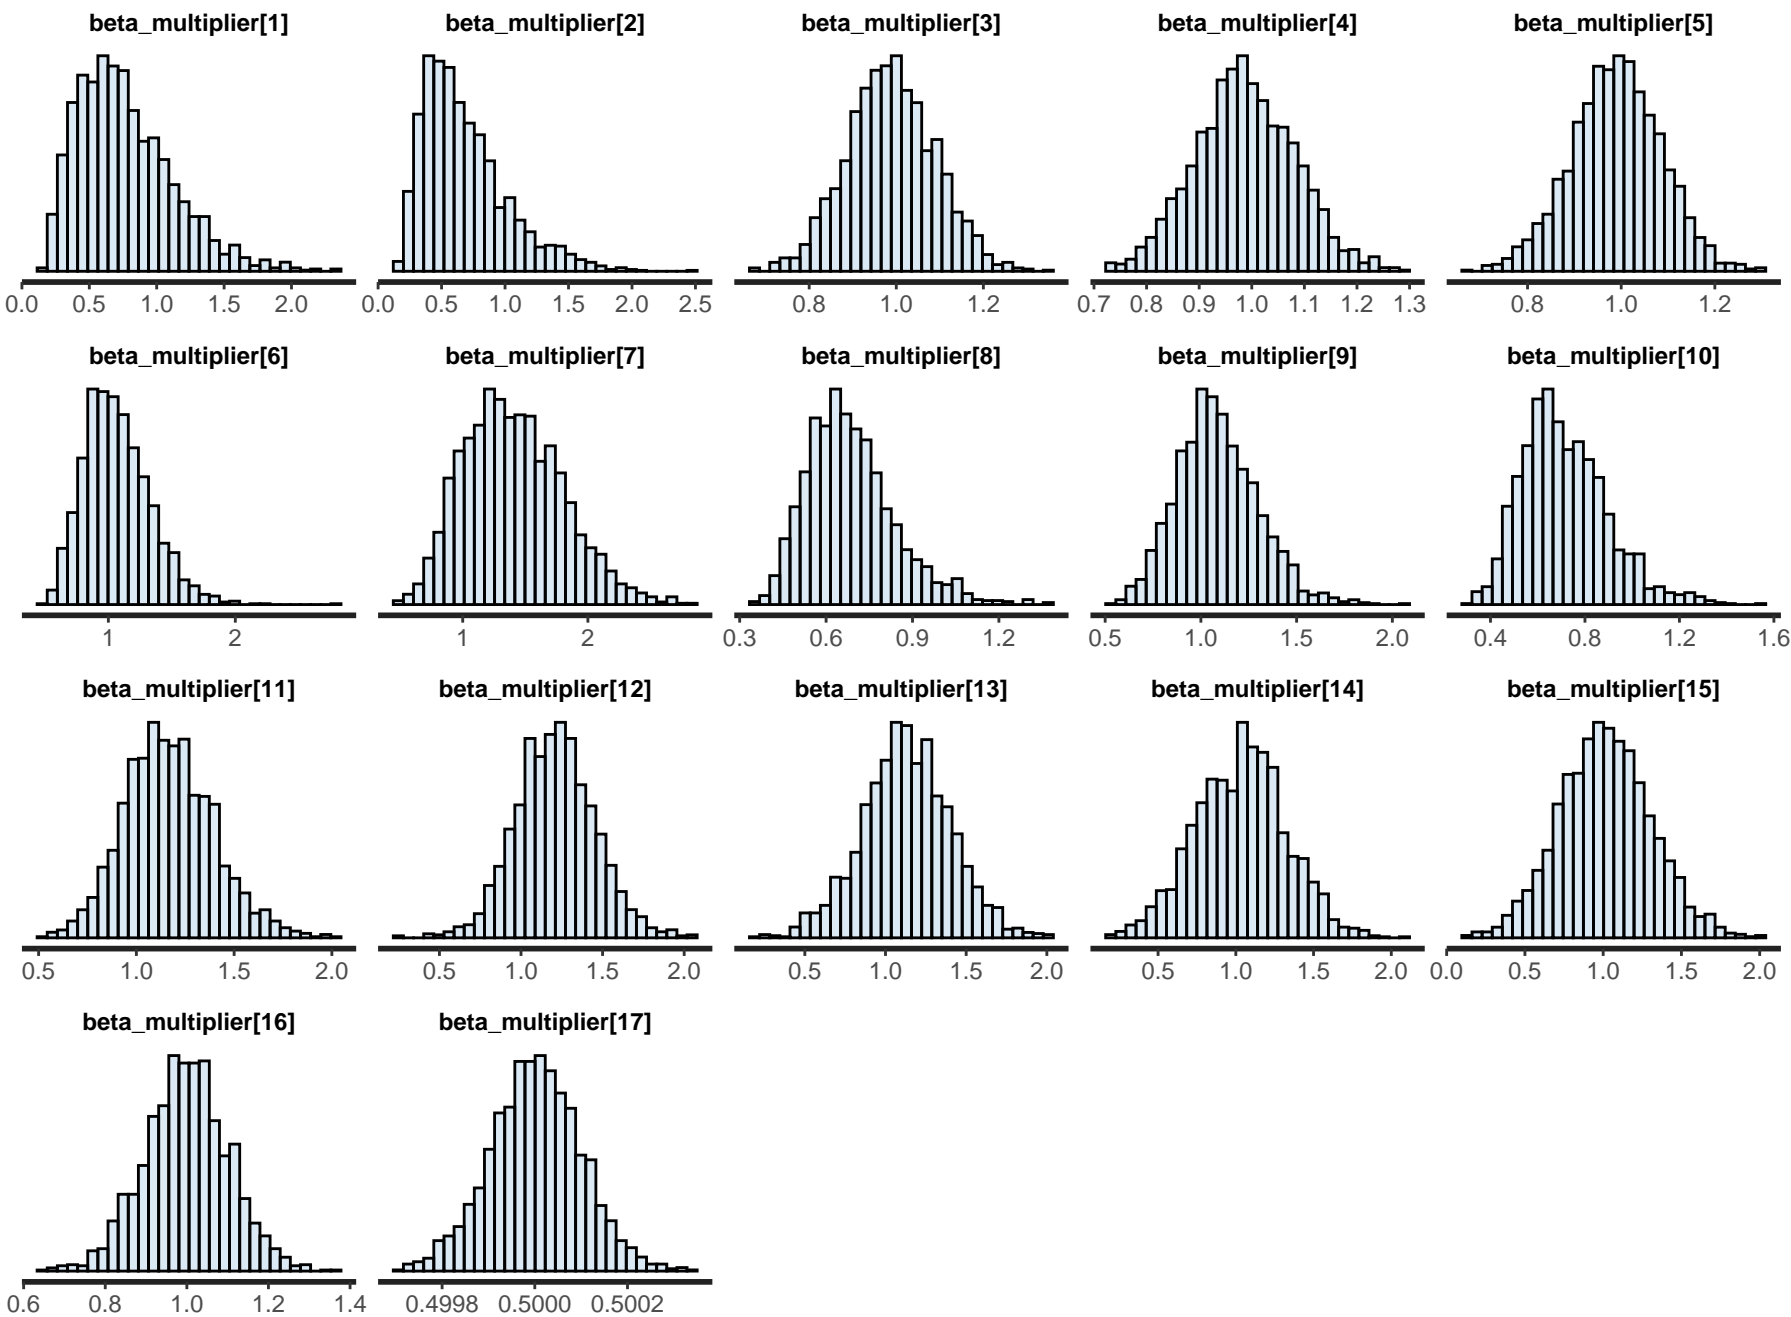 beta_multiplier[1] beta_multiplier[2] beta_multiplier[3] beta_multiplier[4] beta_multiplier[5]
0.0 0.5 1.0 1.5 2.0 0.0 0.5 1.0 1.5 2.0 2.5 0.8 1.0 1.2 0.7 0.8 0.9 1.0 1.1 1.2 1.3 0.8 1.0 1.2
beta_multiplier[6] beta_multiplier[7] beta_multiplier[8] beta_multiplier[9] beta_multiplier[10]
1 2 1 2 0.3 0.6 0.9 1.2 0.5 1.0 1.5 2.0 0.4 0.8 1.2 1.6
beta_multiplier[11] beta_multiplier[12] beta_multiplier[13] beta_multiplier[14] beta_multiplier[15]
0.5 1.0 1.5 2.0 0.5 1.0 1.5 2.0 0.5 1.0 1.5 2.0 0.5 1.0 1.5 2.0 0.0 0.5 1.0 1.5 2.0
beta_multiplier[16] beta_multiplier[17]
0.6 0.8 1.0 1.2 1.4 0.4998 0.5000 0.5002